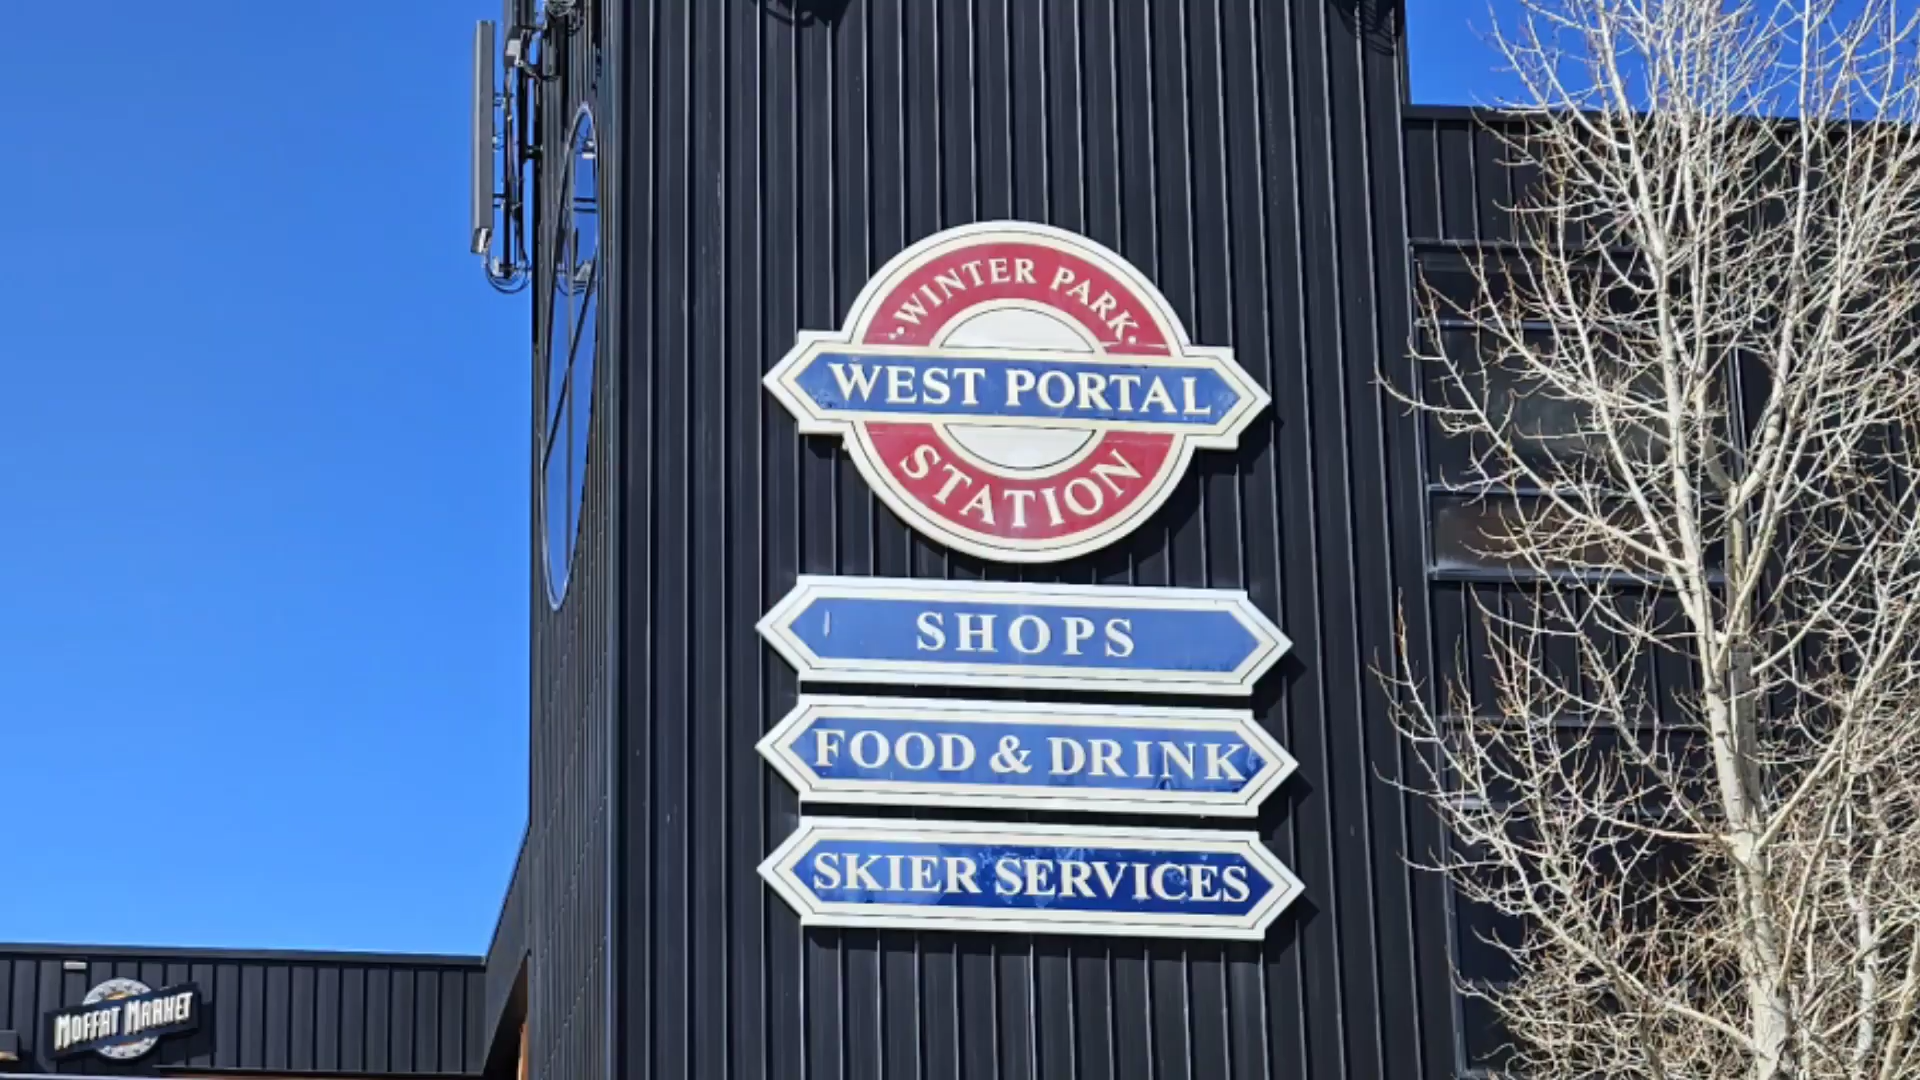 ·WINTER PARK·
WEST PORTAL
STATION
SHOPS
FOOD & DRINK
SKIER SERVICES
MOFFAT MARKET